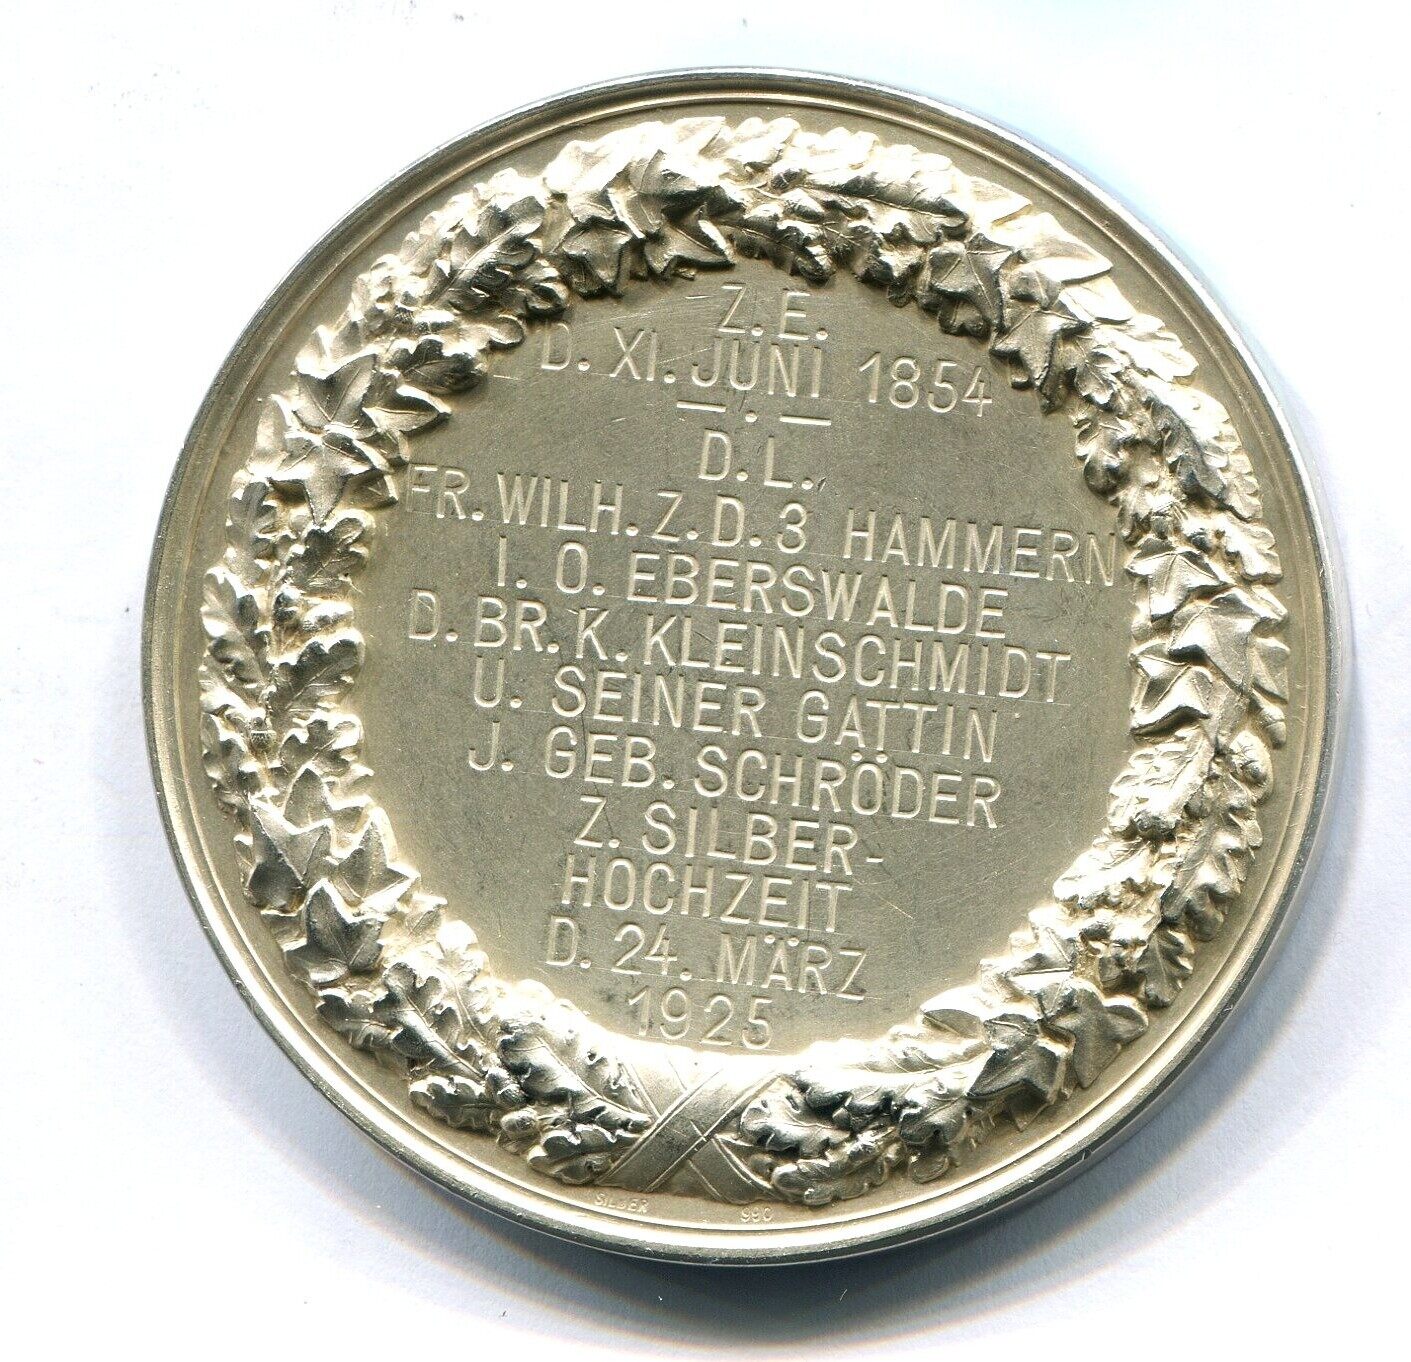 Z. E.
D. XI. JUNI 1854
— . —
D. L.
FR. WILH. Z. D. 3 HAMMERN
I. O. EBERSWALDE
D. BR. K. KLEINSCHMIDT
U. SEINER GATTIN
J. GEB. SCHRÖDER
Z. SILBER-
HOCHZEIT
D. 24. MÄRZ
1925
SILBER 990